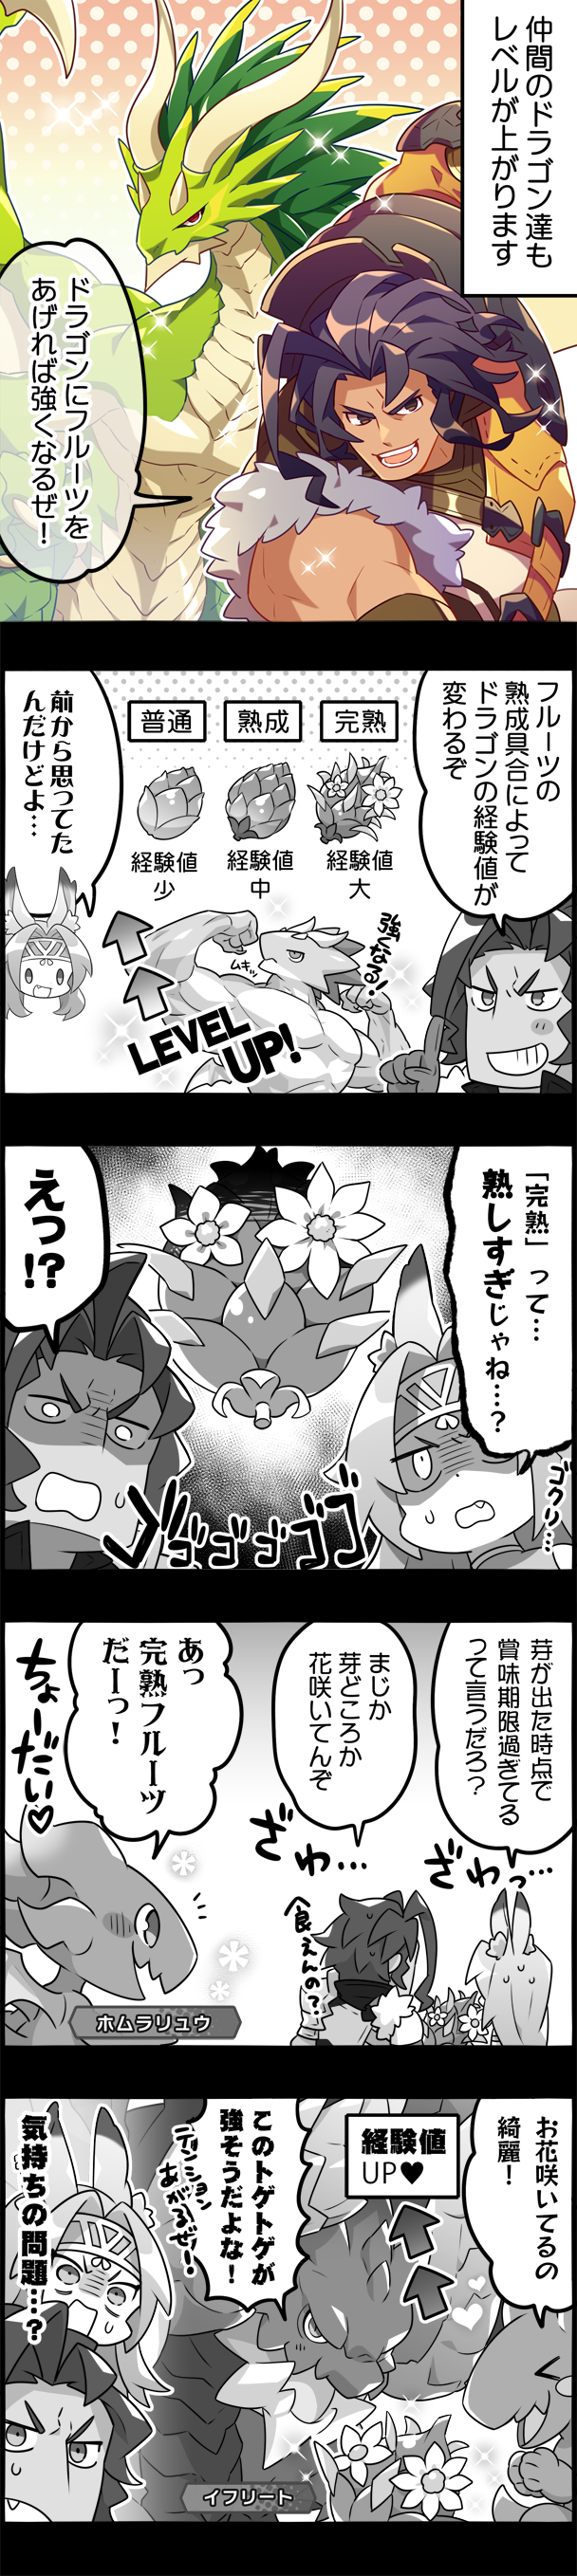 仲間のドラゴン達も
レベルが上がります
ドラゴンにフルーツを
あげれば強くなるぜ！
フルーツの
熟成具合によって
ドラゴンの経験値が
変わるぞ
完熟
熟成
普通
経験値
大
経験値
中
経験値
少
強くなる！
ムキッ
LEVEL
UP!
前から思ってた
んだけどよ…
「完熟」って…
熟しすぎじゃね…？
ゴクリ…
えっ!?
ゴゴゴゴゴゴ
芽が出た時点で
賞味期限過ぎてる
って言うだろ？
まじか
芽どころか
花咲いてんぞ
ざわっ…
ざわ…
食えんの？
あっ
完熟フルーツ
だーっ！
ちょーだい♡
ホムラリュウ
お花咲いてるの
綺麗！
経験値
UP♥
このトゲトゲが
強そうだよな！
テンション
あがるぜー！
気持ちの問題…？
イフリート